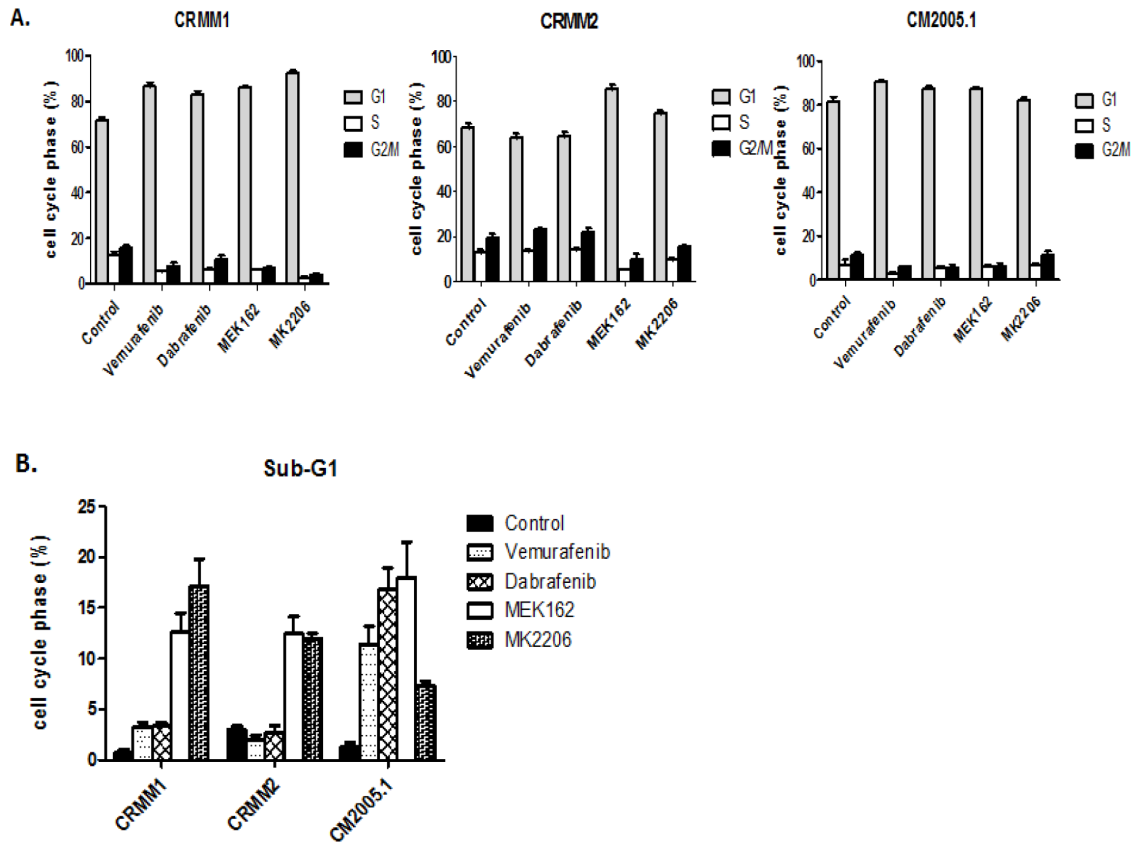 A.
CRMM1
cell cycle phase (%)
100
80
60
40
20
0
Control
Vemurafenib
Dabrafenib
MEK162
MK2206
G1
S
G2/M
CRMM2
cell cycle phase (%)
100
80
60
40
20
0
Control
Vemurafenib
Dabrafenib
MEK162
MK2206
G1
S
G2/M
CM2005.1
cell cycle phase (%)
100
80
60
40
20
0
Control
Vemurafenib
Dabrafenib
MEK162
MK2206
G1
S
G2/M
B.
Sub-G1
cell cycle phase (%)
25
20
15
10
5
0
CRMM1
CRMM2
CM2005.1
Control
Vemurafenib
Dabrafenib
MEK162
MK2206